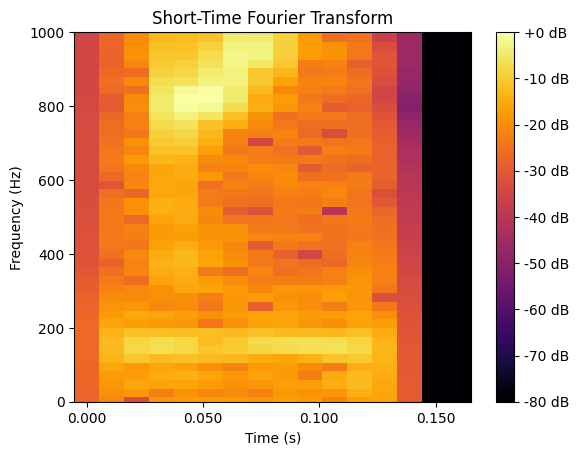 Short-Time Fourier Transform
1000
800
600
400
200
0
Frequency (Hz)
0.000
0.050
0.100
0.150
Time (s)
+0 dB
-10 dB
-20 dB
-30 dB
-40 dB
-50 dB
-60 dB
-70 dB
-80 dB